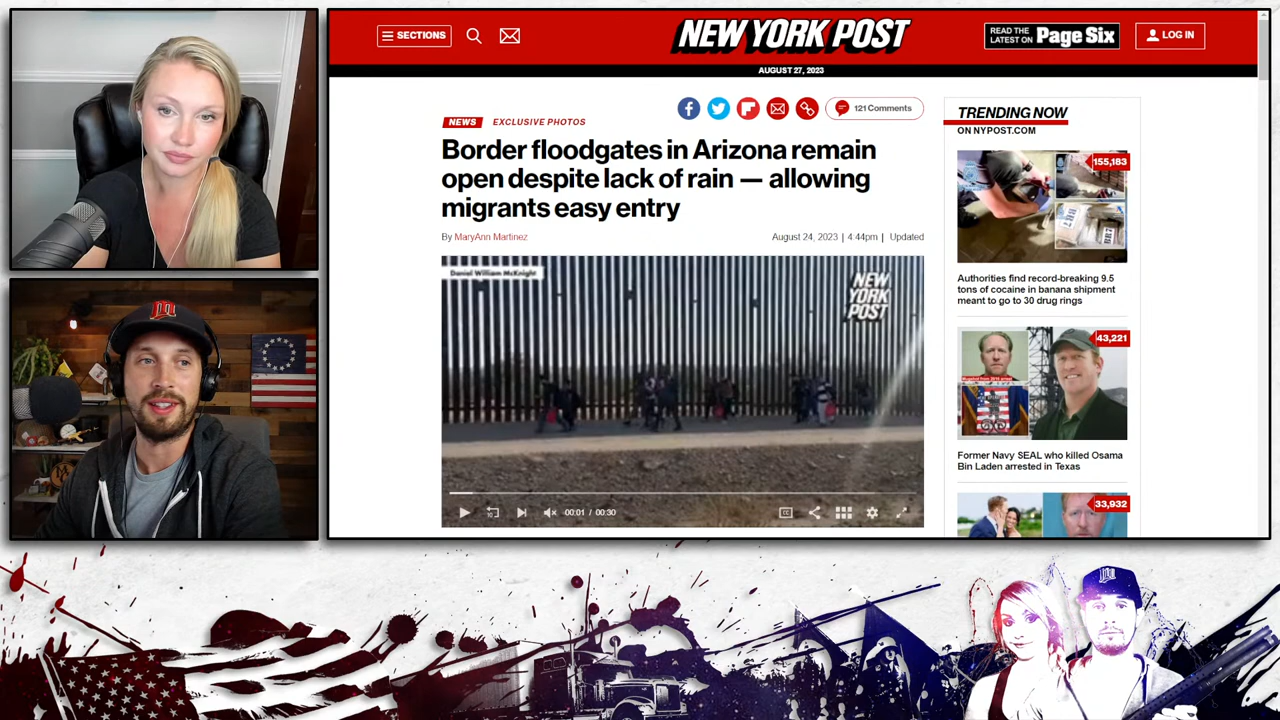 SECTIONS
NEW YORK POST
READ THE
LATEST ON
Page Six
LOG IN
AUGUST 27, 2023
NEWS
EXCLUSIVE PHOTOS
121 Comments
Border floodgates in Arizona remain
open despite lack of rain — allowing
migrants easy entry
By MaryAnn Martinez
August 24, 2023 | 4:44pm | Updated
Daniel William McKnight
NEW
YORK
POST
00:01 / 00:30
CC
TRENDING NOW
ON NYPOST.COM
155,183
Authorities find record-breaking 9.5
tons of cocaine in banana shipment
meant to go to 30 drug rings
43,221
Former Navy SEAL who killed Osama
Bin Laden arrested in Texas
33,932